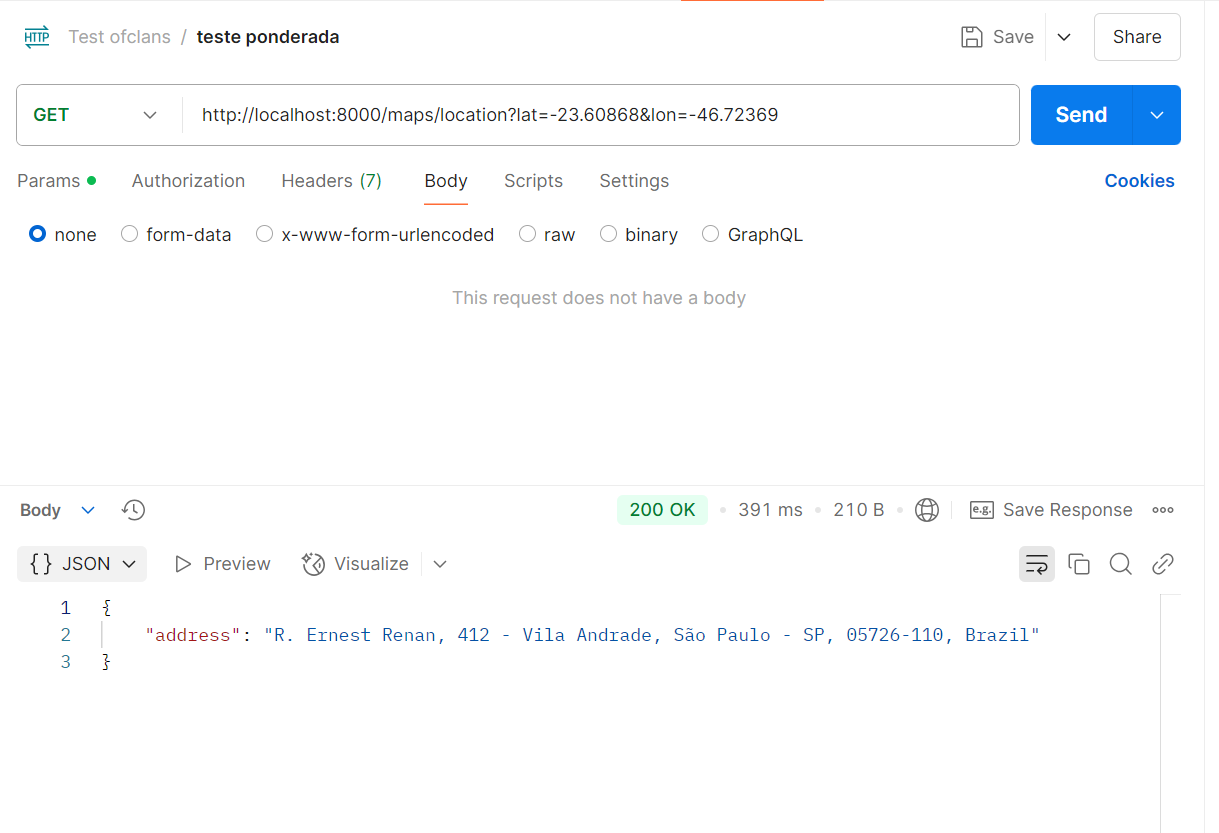 HTTP Test ofclans / teste ponderada Save Share
GET http://localhost:8000/maps/location?lat=-23.60868&lon=-46.72369 Send
Params Authorization Headers (7) Body Scripts Settings Cookies
none form-data x-www-form-urlencoded raw binary GraphQL
This request does not have a body
Body 200 OK • 391 ms • 210 B • e.g. Save Response
{} JSON Preview Visualize
1 {
2 "address": "R. Ernest Renan, 412 - Vila Andrade, São Paulo - SP, 05726-110, Brazil"
3 }